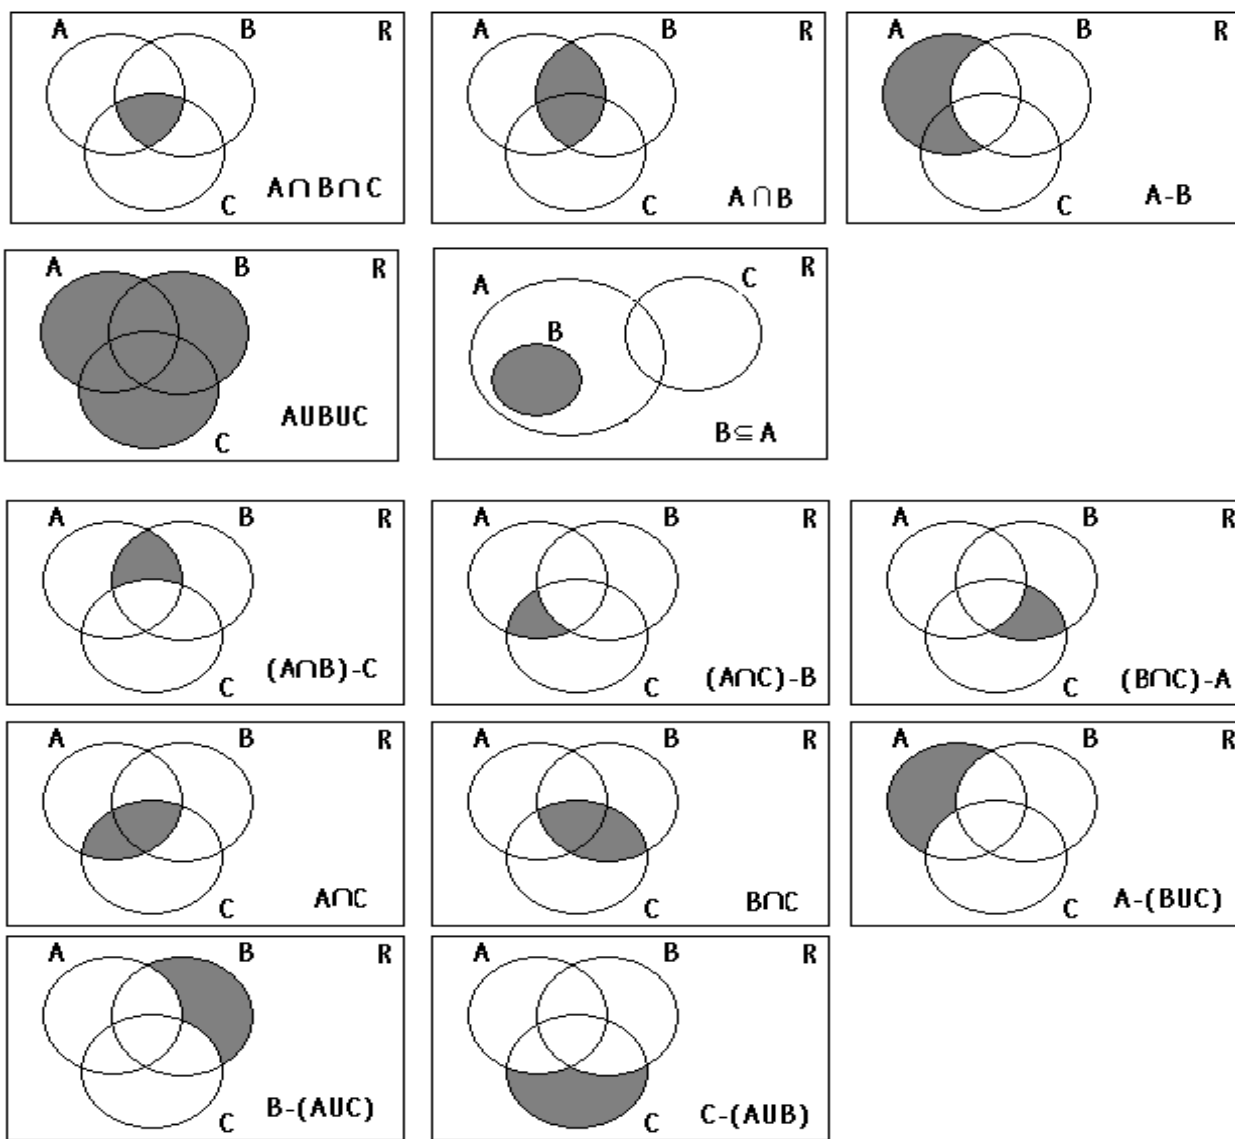 A B R
C
A∩B∩C
A B R
C
A∩B
A B R
C
A-B
A B R
C
AUBUC
A C R
B
B⊆A
A B R
C
(A∩B)-C
A B R
C
(A∩C)-B
A B R
C
(B∩C)-A
A B R
C
A∩C
A B R
C
B∩C
A B R
C
A-(BUC)
A B R
C
B-(AUC)
A B R
C
C-(AUB)